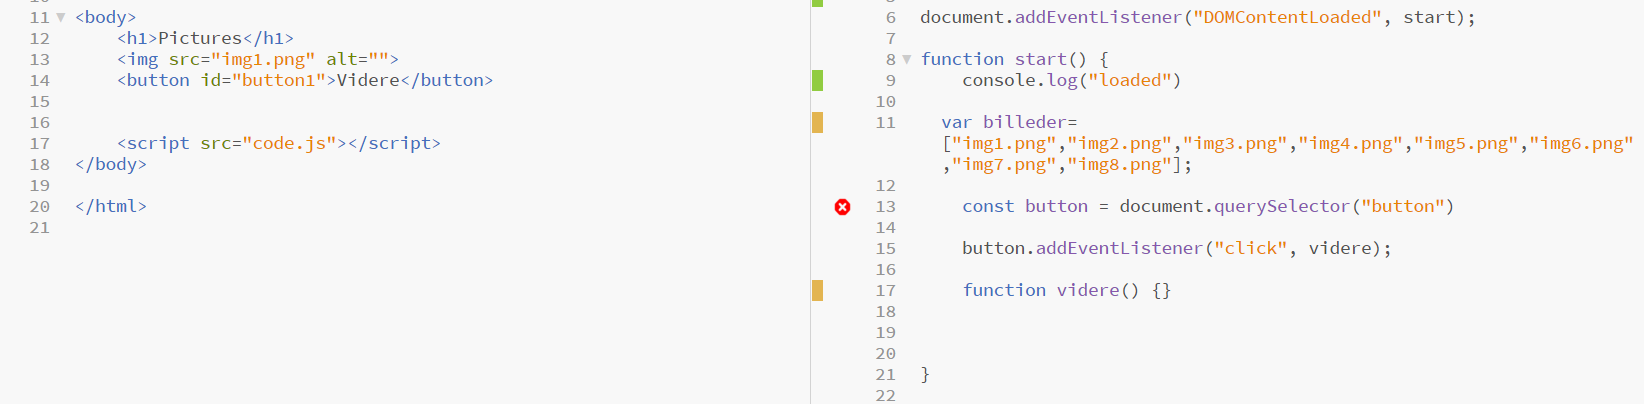 11 <body>
12 <h1>Pictures</h1>
13 <img src="img1.png" alt="">
14 <button id="button1">Videre</button>
15
16
17 <script src="code.js"></script>
18 </body>
19
20 </html>
21
6 document.addEventListener("DOMContentLoaded", start);
7
8 function start() {
9 console.log("loaded")
10
11 var billeder=
["img1.png","img2.png","img3.png","img4.png","img5.png","img6.png"
,"img7.png","img8.png"];
12
13 const button = document.querySelector("button")
14
15 button.addEventListener("click", videre);
16
17 function videre() {}
18
19
20
21 }
22